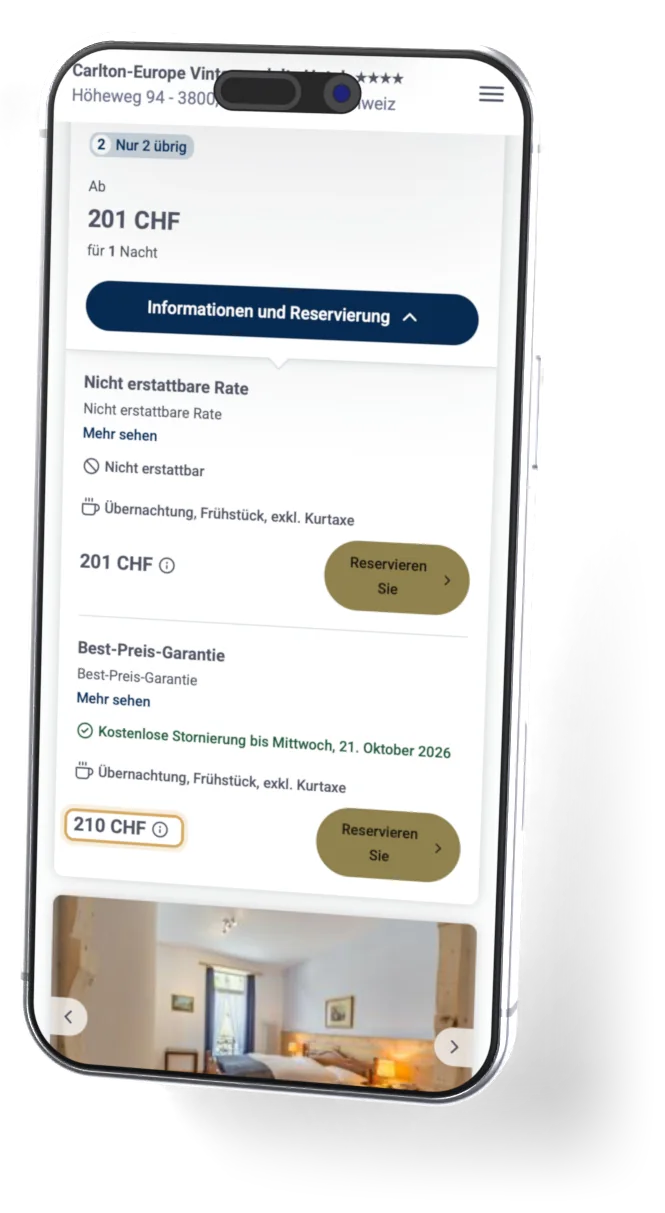 Carlton-Europe
Höheweg 94 - 3800,
2 Nur 2 übrig
Ab
201 CHF
für 1 Nacht
Informationen und Reservierung
Nicht erstattbare Rate
Nicht erstattbare Rate
Mehr sehen
Nicht erstattbar
Übernachtung, Frühstück, exkl. Kurtaxe
201 CHF
Reservieren
Sie
Best-Preis-Garantie
Best-Preis-Garantie
Mehr sehen
Kostenlose Stornierung bis Mittwoch, 21. Oktober 2026
Übernachtung, Frühstück, exkl. Kurtaxe
210 CHF
Reservieren
Sie